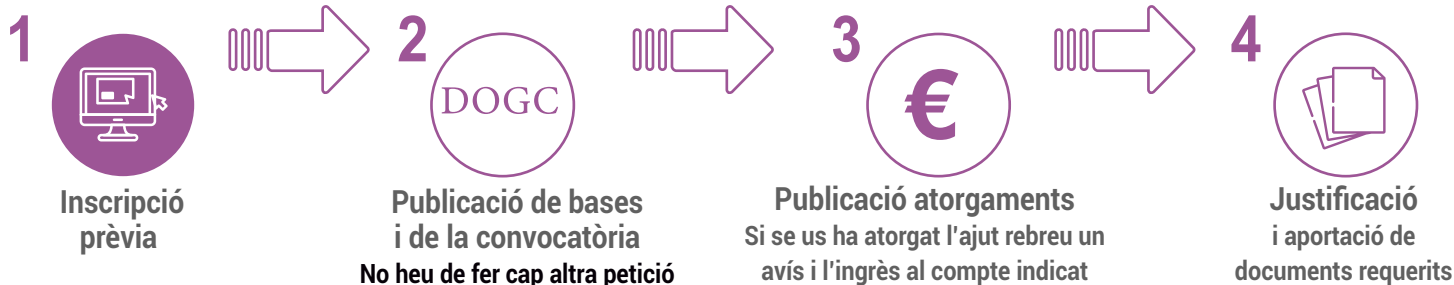 1
Inscripció
prèvia
2
DOGC
Publicació de bases
i de la convocatòria
No heu de fer cap altra petició
3
€
Publicació atorgaments
Si se us ha atorgat l'ajut rebreu un
avís i l'ingrès al compte indicat
4
Justificació
i aportació de
documents requerits